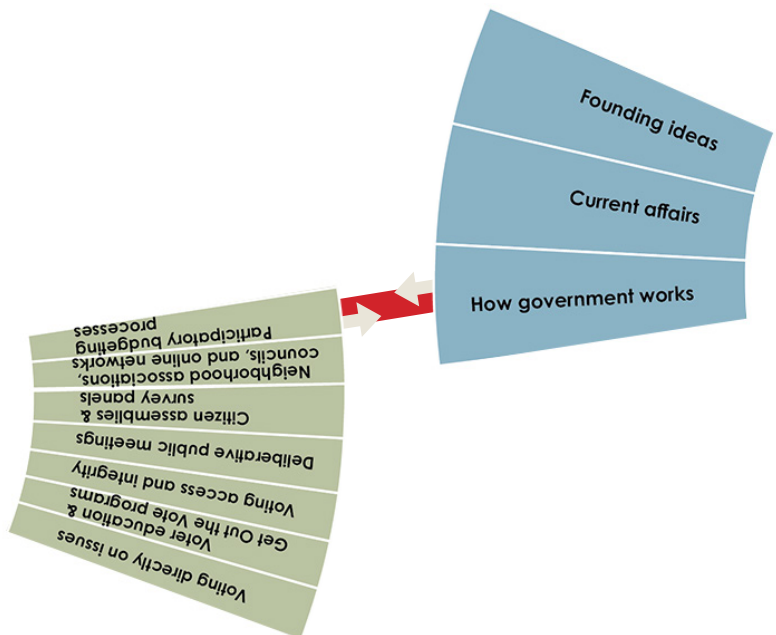 Founding ideas
Current affairs
How government works
Participatory budgeting
processes
Neighborhood associations,
councils, and online networks
Citizen assemblies &
survey panels
Deliberative public meetings
Voting access and integrity
Voter education &
Get Out the Vote programs
Voting directly on issues